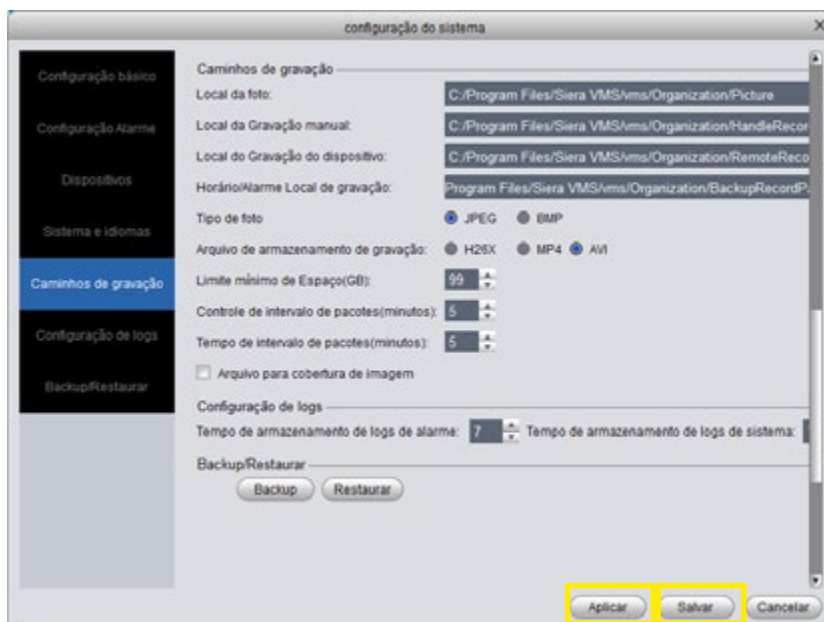 configuração do sistema
Configuração básico
Configuração Alarme
Dispositivos
Sistema e idiomas
Caminhos de gravação
Configuração de logs
Backup/Restaurar
Caminhos de gravação
Local da foto: C:/Program Files/Siera VMS/vms/Organization/Picture
Local da Gravação manual: C:/Program Files/Siera VMS/vms/Organization/HandleRecor
Local do Gravação do dispositivo: C:/Program Files/Siera VMS/vms/Organization/RemoteReco
Horário/Alarme Local de gravação: Program Files/Siera VMS/vms/Organization/BackupRecordP
Tipo de foto JPEG BMP
Arquivo de armazenamento de gravação: H26X MP4 AVI
Limite mínimo de Espaço(GB): 99
Controle de intervalo de pacotes(minutos): 5
Tempo de intervalo de pacotes(minutos): 5
Arquivo para cobertura de imagem
Configuração de logs
Tempo de armazenamento de logs de alarme: 7 Tempo de armazenamento de logs de sistema:
Backup/Restaurar
Backup Restaurar
Aplicar Salvar Cancelar